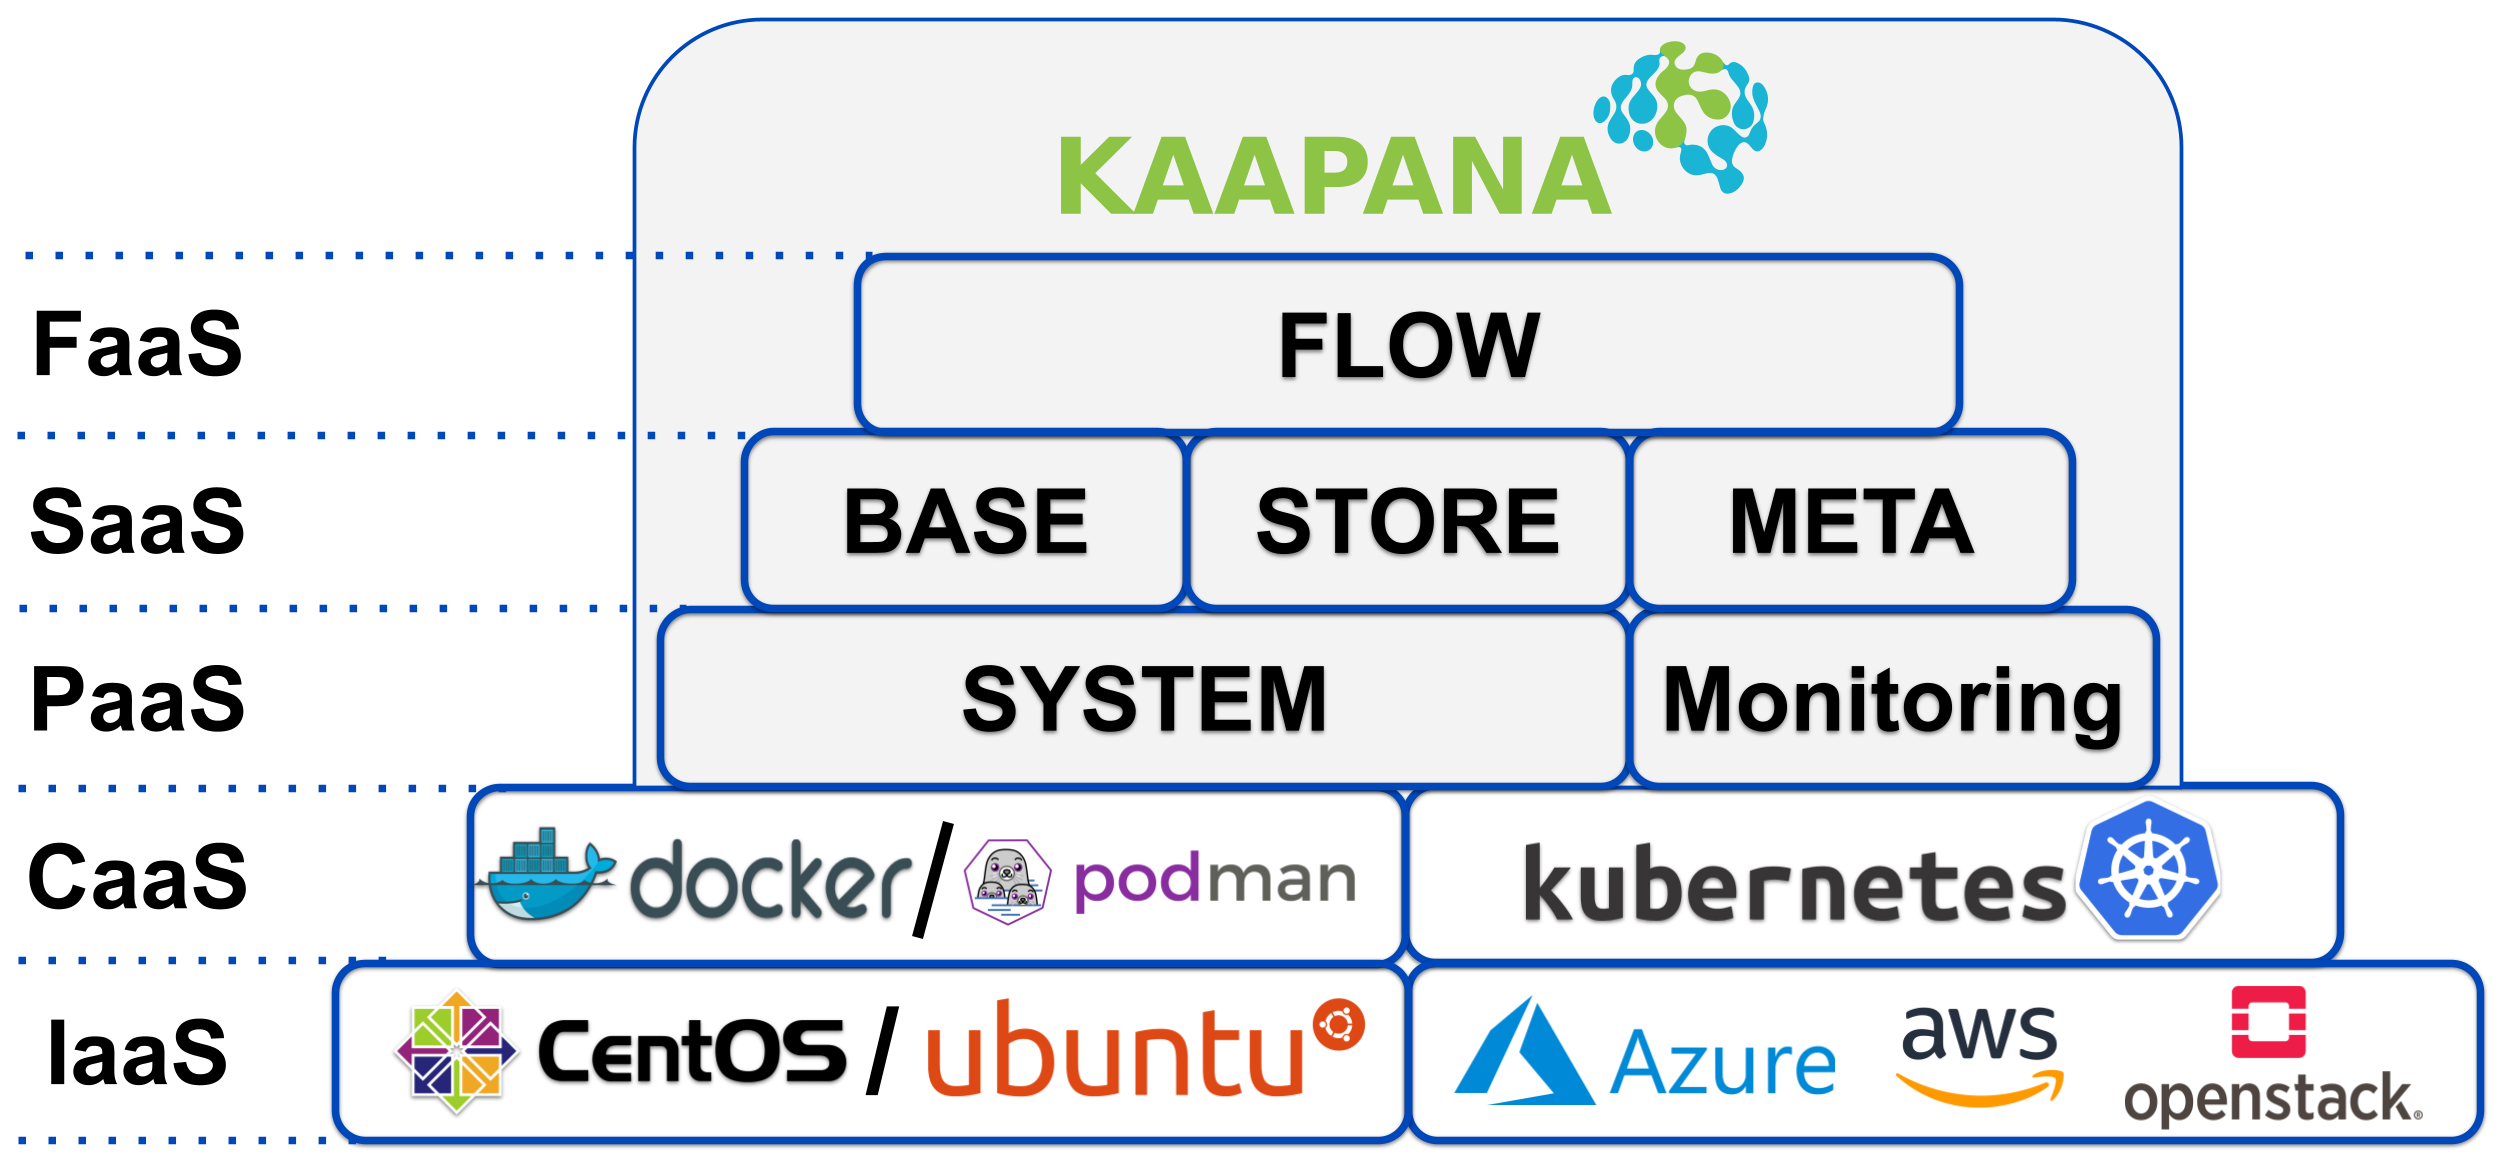 KAAPANA
FaaS FLOW
SaaS BASE STORE META
PaaS SYSTEM Monitoring
CaaS docker / podman kubernetes
IaaS CentOS / ubuntu Azure aws openstack®